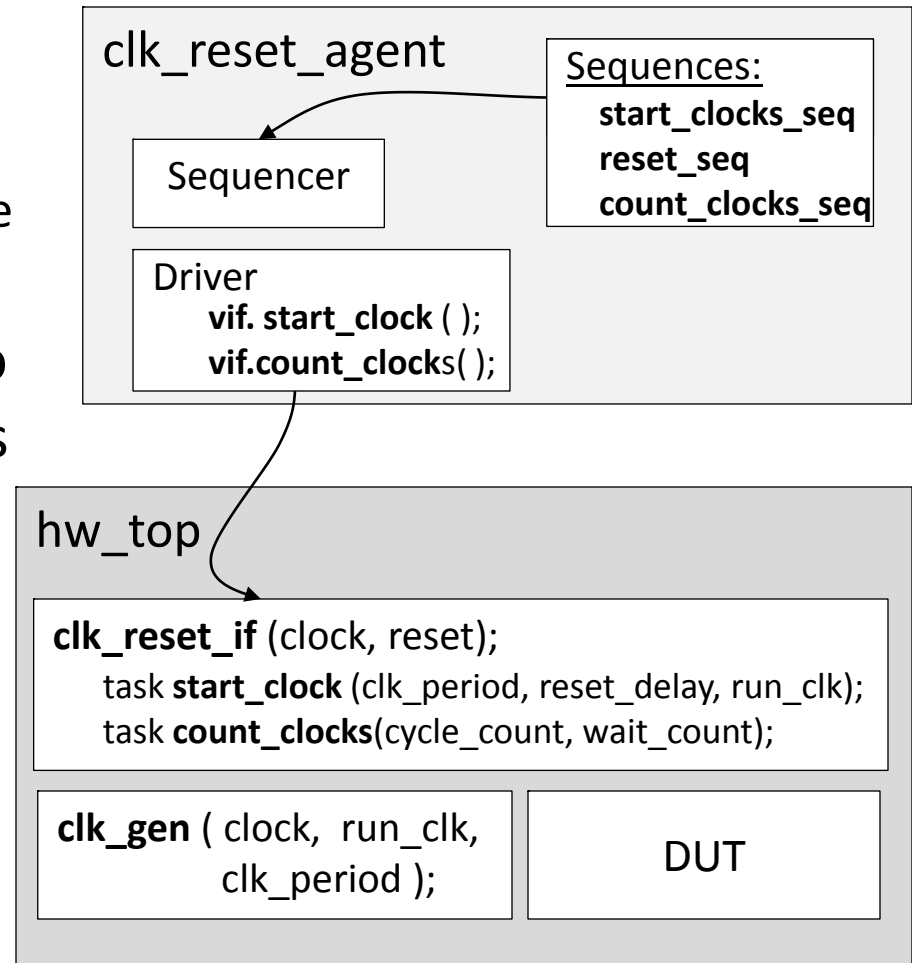 clk_reset_agent
Sequences:
start_clocks_seq
reset_seq
count_clocks_seq
Sequencer
e
Driver
vif. start_clock ( );
vif.count_clocks( );
s
hw_top
clk_reset_if (clock, reset);
task start_clock (clk_period, reset_delay, run_clk);
task count_clocks(cycle_count, wait_count);
clk_gen ( clock, run_clk,
clk_period );
DUT